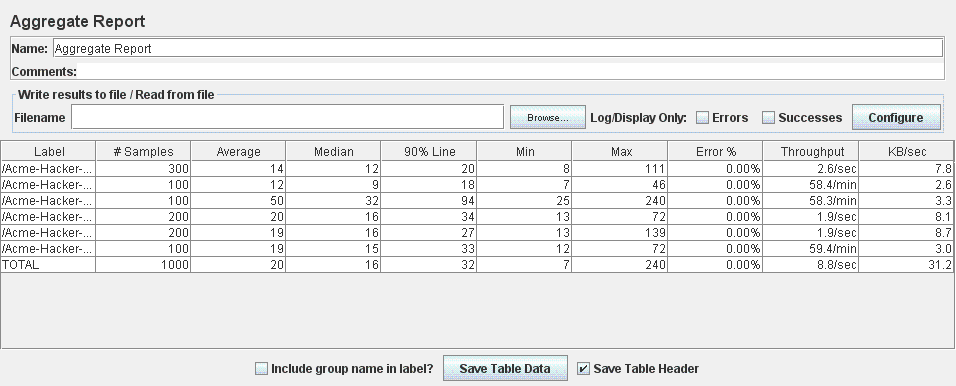 Aggregate Report
Name: Aggregate Report
Comments:
Write results to file / Read from file
Filename Browse... Log/Display Only: Errors Successes Configure
Label # Samples Average Median 90% Line Min Max Error % Throughput KB/sec
/Acme-Hacker-... 300 14 12 20 8 111 0.00% 2.6/sec 7.8
/Acme-Hacker-... 100 12 9 18 7 46 0.00% 58.4/min 2.6
/Acme-Hacker-... 100 50 32 94 25 240 0.00% 58.3/min 3.3
/Acme-Hacker-... 200 20 16 34 13 72 0.00% 1.9/sec 8.1
/Acme-Hacker-... 200 19 16 27 13 139 0.00% 1.9/sec 8.7
/Acme-Hacker-... 100 19 15 33 12 72 0.00% 59.4/min 3.0
TOTAL 1000 20 16 32 7 240 0.00% 8.8/sec 31.2
Include group name in label? Save Table Data Save Table Header